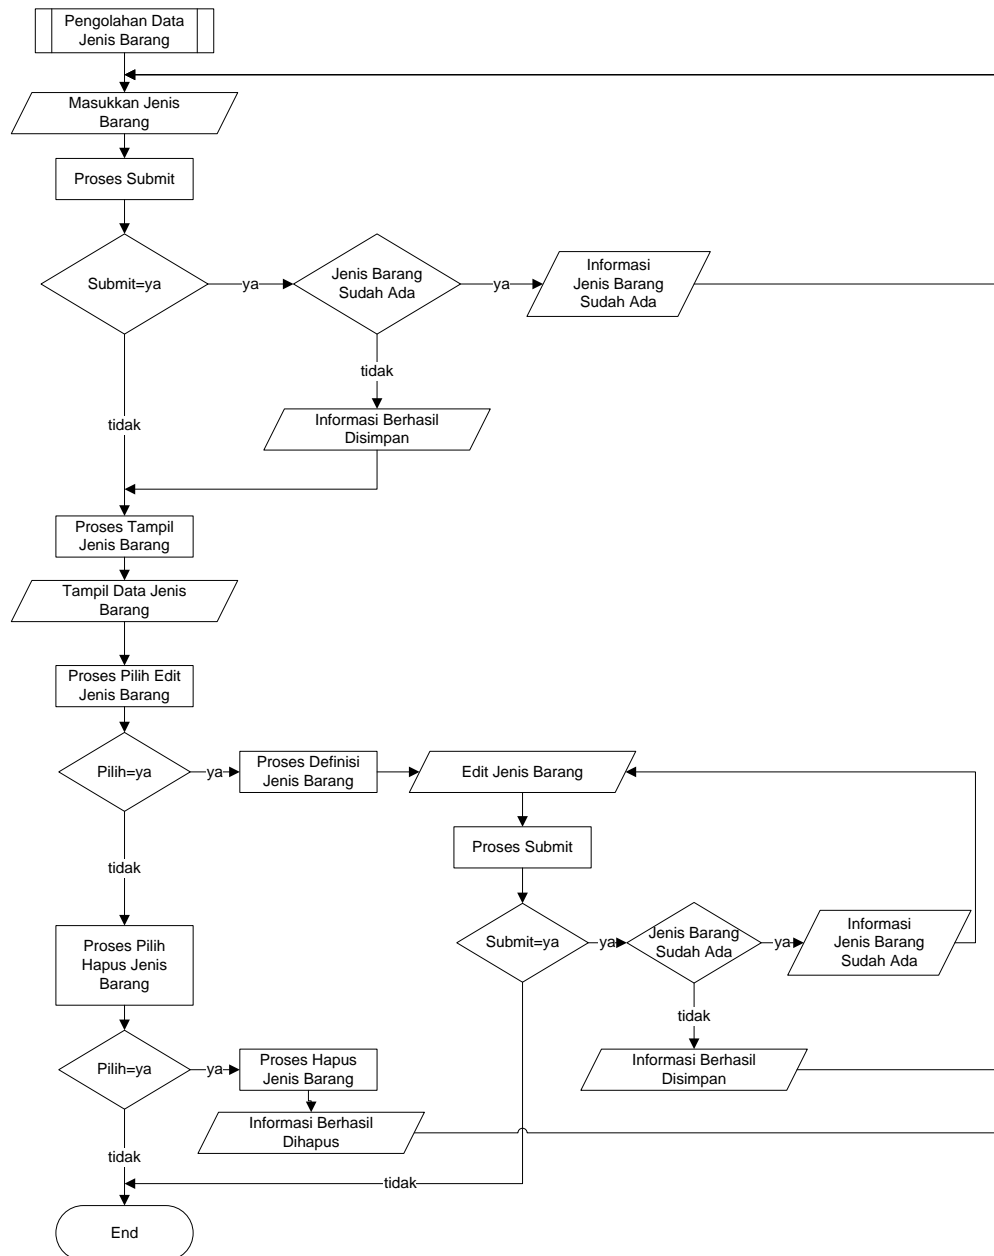 Pengolahan Data
Jenis Barang
Masukkan Jenis
Barang
Proses Submit
Submit=ya
ya
Jenis Barang
Sudah Ada
ya
Informasi
Jenis Barang
Sudah Ada
tidak
tidak
Informasi Berhasil
Disimpan
Proses Tampil
Jenis Barang
Tampil Data Jenis
Barang
Proses Pilih Edit
Jenis Barang
Pilih=ya
ya
Proses Definisi
Jenis Barang
Edit Jenis Barang
Proses Submit
tidak
Submit=ya
ya
Jenis Barang
Sudah Ada
ya
Informasi
Jenis Barang
Sudah Ada
Proses Pilih
Hapus Jenis
Barang
tidak
Informasi Berhasil
Disimpan
Pilih=ya
ya
Proses Hapus
Jenis Barang
Informasi Berhasil
Dihapus
tidak
tidak
End